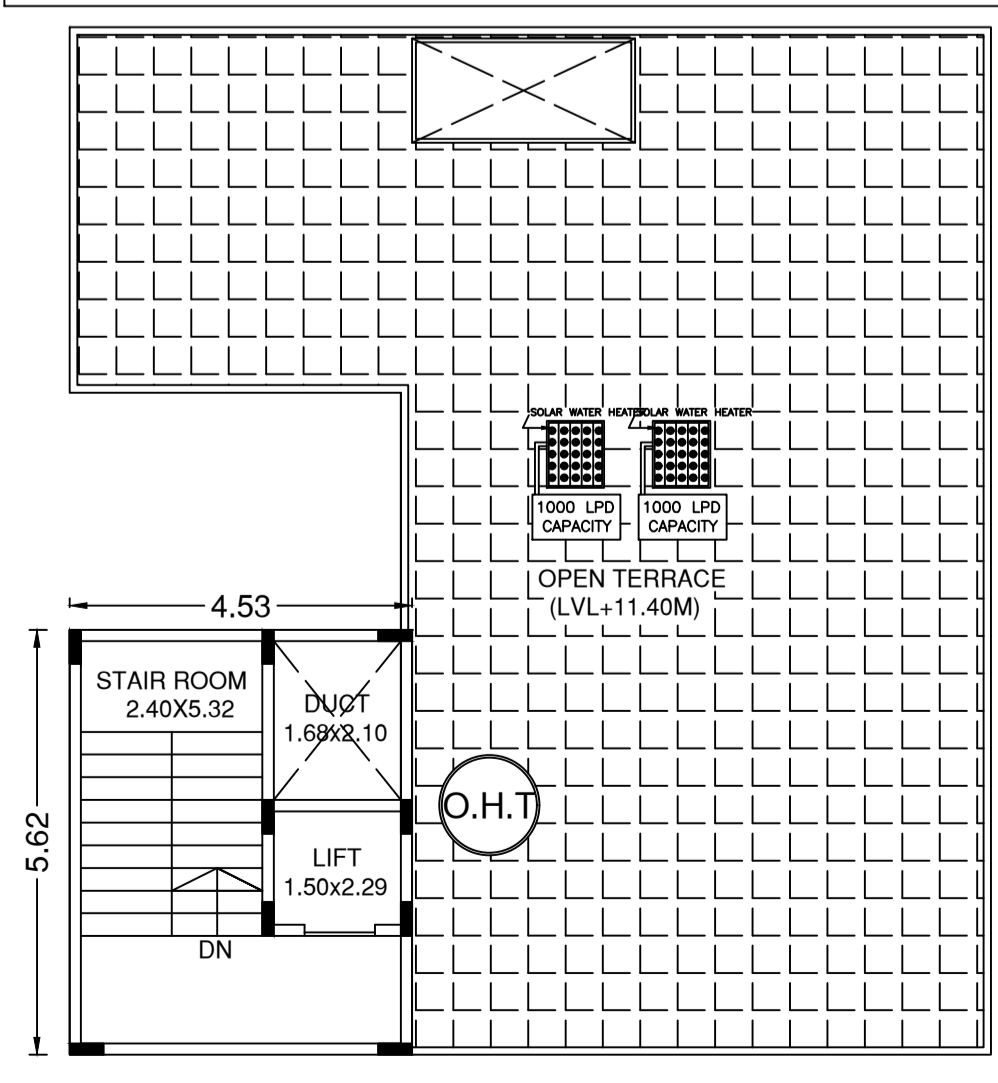 SOLAR WATER HEATER
SOLAR WATER HEATER
1000 LPD
CAPACITY
1000 LPD
CAPACITY
OPEN TERRACE
(LVL+11.40M)
4.53
STAIR ROOM
2.40X5.32
DUCT
1.68x2.10
5.62
O.H.T
LIFT
1.50x2.29
DN